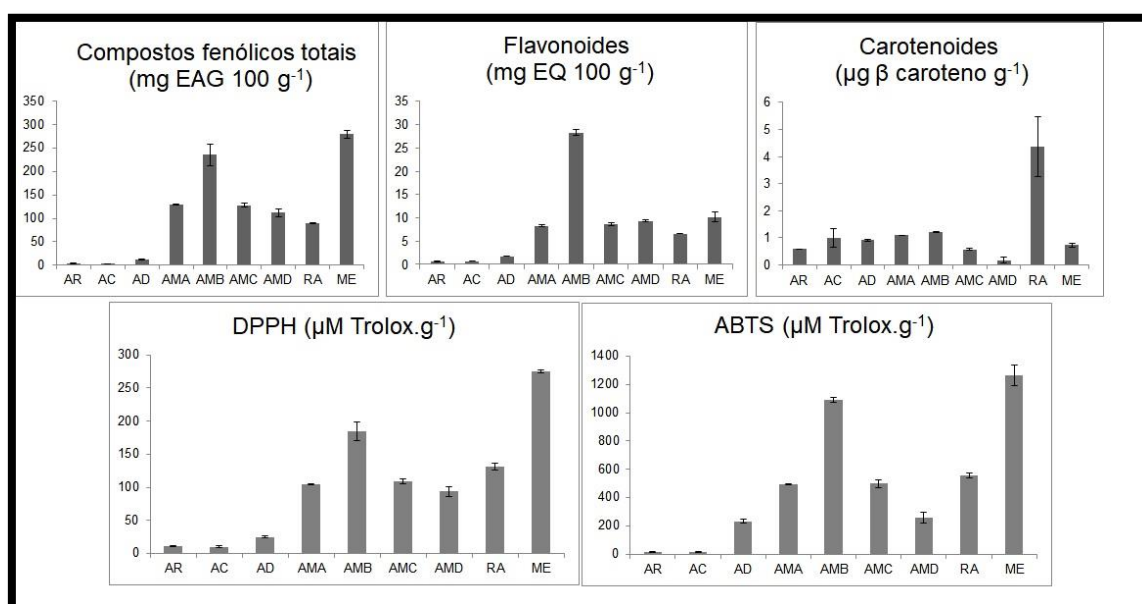 Compostos fenólicos totais
(mg EAG 100 g⁻¹)
350
300
250
200
150
100
50
0
AR AC AD AMA AMB AMC AMD RA ME
Flavonoides
(mg EQ 100 g⁻¹)
35
30
25
20
15
10
5
0
AR AC AD AMA AMB AMC AMD RA ME
Carotenoides
(µg β caroteno g⁻¹)
6
5
4
3
2
1
0
AR AC AD AMA AMB AMC AMD RA ME
DPPH (µM Trolox.g⁻¹)
300
250
200
150
100
50
0
AR AC AD AMA AMB AMC AMD RA ME
ABTS (µM Trolox.g⁻¹)
1400
1200
1000
800
600
400
200
0
AR AC AD AMA AMB AMC AMD RA ME